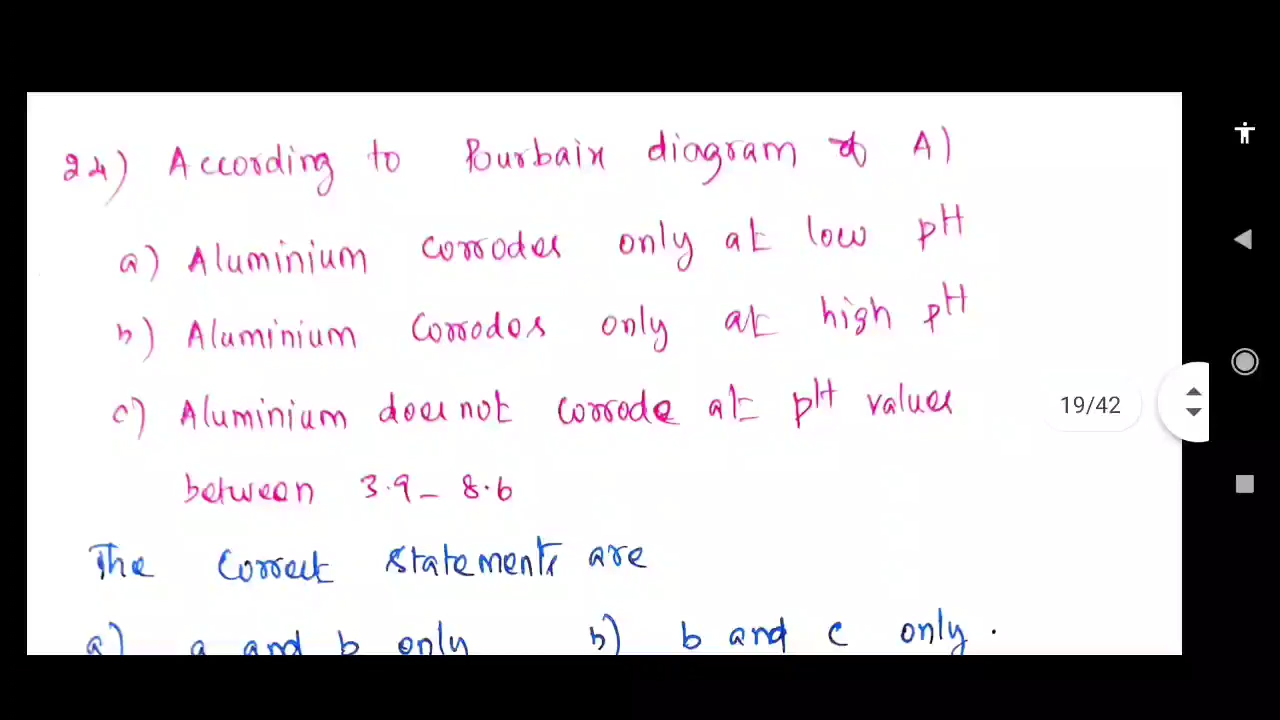 24) According to Pourbaix diagram of Al
a) Aluminium corrodes only at low pH
b) Aluminium corrodes only at high pH
c) Aluminium does not corrode at pH values
19/42
between 3.9 - 8.6
The correct statements are
a) a and b only b) b and c only.